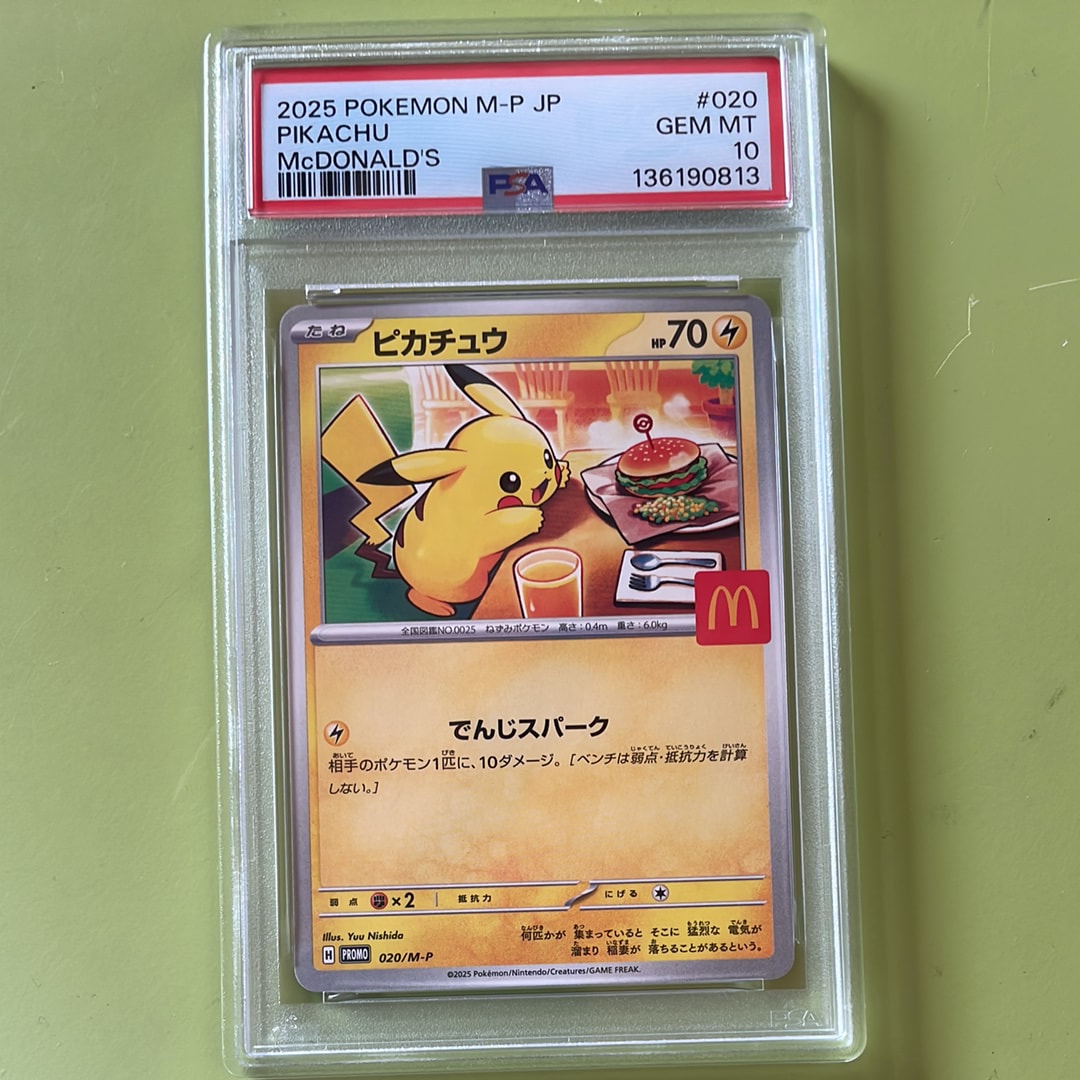 2025 POKEMON M-P JP #020
PIKACHU GEM MT
McDONALD'S 10
PSA 136190813
たね ピカチュウ HP70
M
全国図鑑NO.0025 ねずみポケモン 高さ:0.4m 重さ:6.0kg
でんじスパーク
相手のポケモン1匹に、10ダメージ。[ベンチは弱点・抵抗力を計算
しない。]
弱点 ×2 抵抗力 にげる
Illus. Yuu Nishida
何匹かが 集まっていると そこに 猛烈な 電気が
溜まり 稲妻が 落ちることがあるという。
H PROMO 020/M-P
©2025 Pokémon/Nintendo/Creatures/GAME FREAK.
PSA